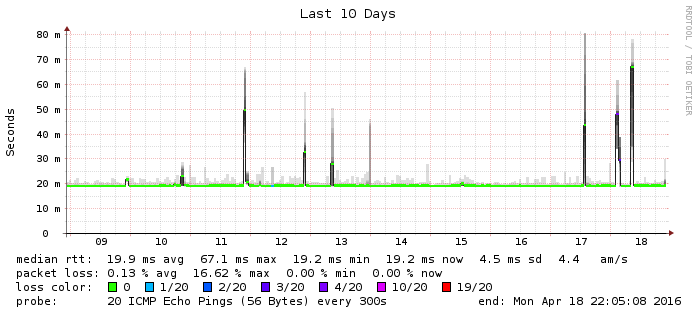 Last 10 Days
RRDTOOL / TOBI OETIKER
Seconds
80 m
70 m
60 m
50 m
40 m
30 m
20 m
10 m
0
09 10 11 12 13 14 15 16 17 18
median rtt: 19.9 ms avg 67.1 ms max 19.2 ms min 19.2 ms now 4.5 ms sd 4.4 am/s
packet loss: 0.13 % avg 16.62 % max 0.00 % min 0.00 % now
loss color: 0 1/20 2/20 3/20 4/20 10/20 19/20
probe: 20 ICMP Echo Pings (56 Bytes) every 300s end: Mon Apr 18 22:05:08 2016